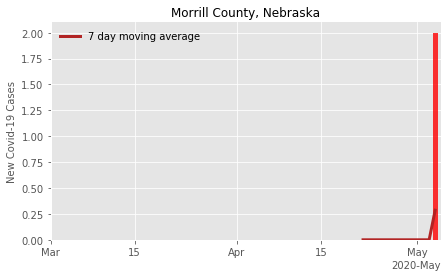 Morrill County, Nebraska
7 day moving average
New Covid-19 Cases
2.00
1.75
1.50
1.25
1.00
0.75
0.50
0.25
0.00
Mar
15
Apr
15
May
2020-May